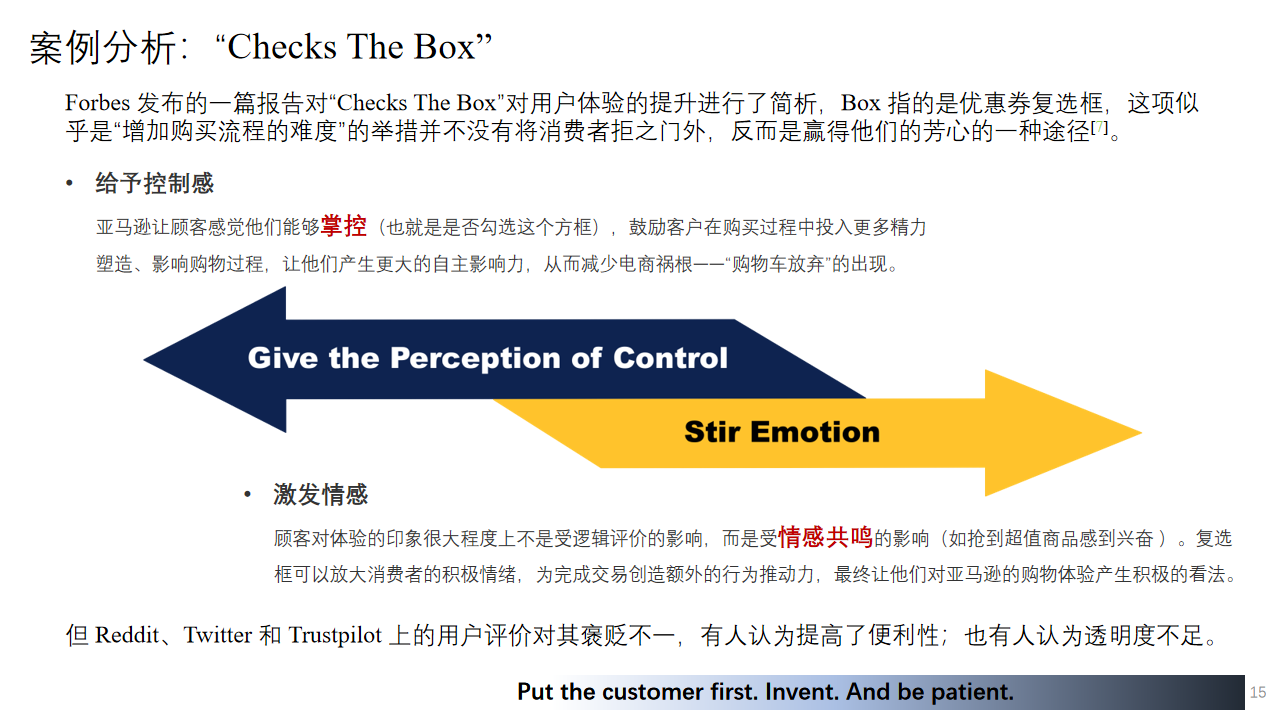 案例分析：“Checks The Box”
Forbes 发布的一篇报告对“Checks The Box”对用户体验的提升进行了简析，Box 指的是优惠券复选框，这项似
乎是“增加购买流程的难度”的举措并不没有将消费者拒之门外，反而是赢得他们的芳心的一种途径[7]。
• 给予控制感
亚马逊让顾客感觉他们能够掌控（也就是是否勾选这个方框），鼓励客户在购买过程中投入更多精力
塑造、影响购物过程，让他们产生更大的自主影响力，从而减少电商祸根——“购物车放弃”的出现。
Give the Perception of Control
Stir Emotion
• 激发情感
顾客对体验的印象很大程度上不是受逻辑评价的影响，而是受情感共鸣的影响（如抢到超值商品感到兴奋 ）。复选
框可以放大消费者的积极情绪，为完成交易创造额外的行为推动力，最终让他们对亚马逊的购物体验产生积极的看法。
但 Reddit、Twitter 和 Trustpilot 上的用户评价对其褒贬不一，有人认为提高了便利性；也有人认为透明度不足。
Put the customer first. Invent. And be patient.
15